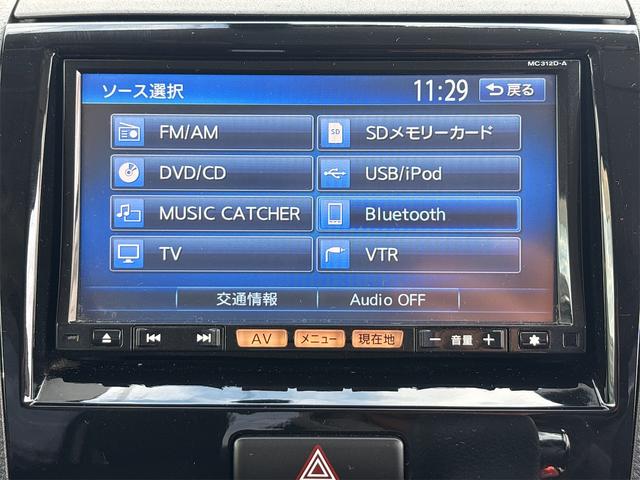 MC312D-A
ソース選択 11:29 戻る
FM/AM SD SDメモリーカード
DVD/CD USB/iPod
MUSIC CATCHER Bluetooth
TV VTR
交通情報 Audio OFF
AV メニュー 現在地 − 音量 +